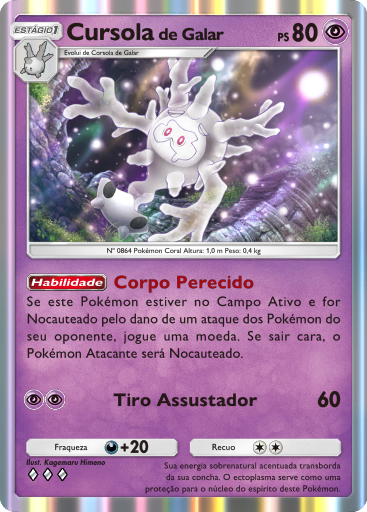 ESTÁGIO 1
Cursola de Galar
PS 80
Evolui de Corsola de Galar
N° 0864 Pokémon Coral Altura: 1,0 m Peso: 0,4 kg
Habilidade Corpo Perecido
Se este Pokémon estiver no Campo Ativo e for
Nocauteado pelo dano de um ataque dos Pokémon do
seu oponente, jogue uma moeda. Se sair cara, o
Pokémon Atacante será Nocauteado.
Tiro Assustador 60
Fraqueza +20
Recuo
Ilust. Kagemaru Himeno
Sua energia sobrenatural acentuada transborda
da sua concha. O ectoplasma serve como uma
proteção para o núcleo do espírito deste Pokémon.